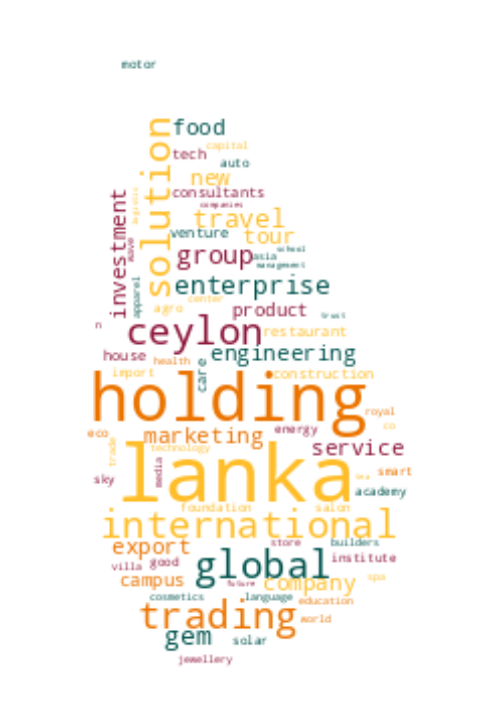 motor
solution
food
capital
tech
auto
new
consultants
companies
investment
logistics
travel
venture
tour
wave
group
school
asia
management
apparel
enterprise
center
agro
product
trust
n
ceylon
restaurant
house
health
engineering
import
care
construction
holding
royal
eco
marketing
energy
co
trade
technology
service
lanka
media
sky
smart
tea
academy
foundation
salon
international
export
store
builders
villa
good
global
institute
campus
future
company
spa
cosmetics
language
education
trading
world
gem
solar
jewellery